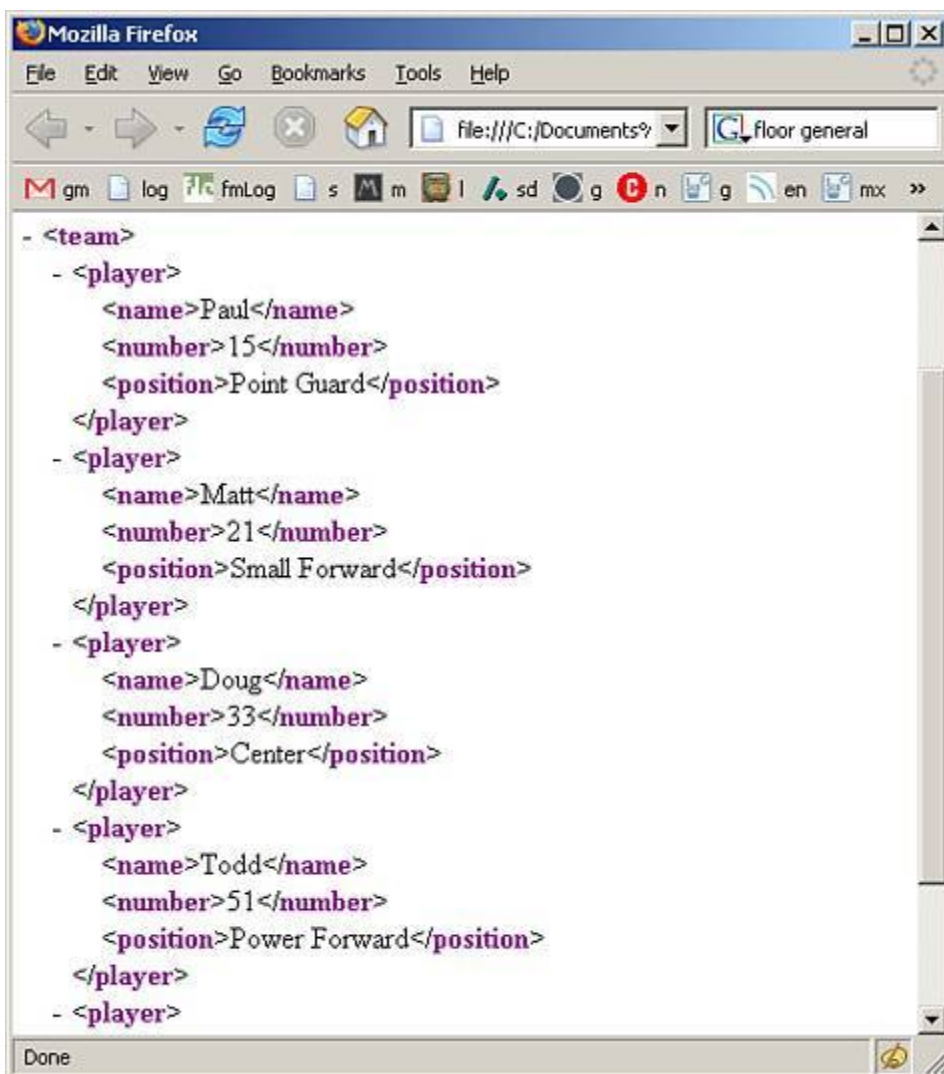 Mozilla Firefox
File Edit View Go Bookmarks Tools Help
file:///C:/Documents% G floor general
M gm log fmLog s M m l sd g n g en mx »
- <team>
- <player>
<name>Paul</name>
<number>15</number>
<position>Point Guard</position>
</player>
- <player>
<name>Matt</name>
<number>21</number>
<position>Small Forward</position>
</player>
- <player>
<name>Doug</name>
<number>33</number>
<position>Center</position>
</player>
- <player>
<name>Todd</name>
<number>51</number>
<position>Power Forward</position>
</player>
- <player>
Done